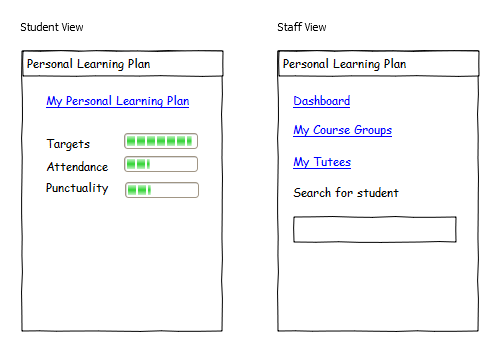 Student View
Personal Learning Plan
My Personal Learning Plan
Targets
Attendance
Punctuality
Staff View
Personal Learning Plan
Dashboard
My Course Groups
My Tutees
Search for student